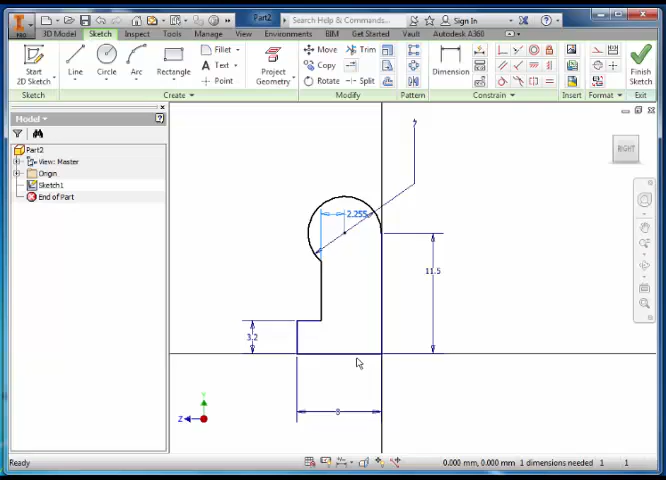 PRO
Part2
Search Help & Commands...
Sign In
3D Model
Sketch
Inspect
Tools
Manage
View
Environments
BIM
Get Started
Vault
Autodesk A360
Start
2D Sketch
Line
Circle
Arc
Rectangle
Fillet
Text
Point
Project
Geometry
Move
Copy
Rotate
Trim
Split
Dimension
Finish
Sketch
Sketch
Create
Modify
Pattern
Constrain
Insert
Format
Exit
Model
Part2
View: Master
Origin
Sketch1
End of Part
RIGHT
7
2.255
11.5
3.2
8
Y
Z
0.000 mm, 0.000 mm 1 dimensions needed 1 1